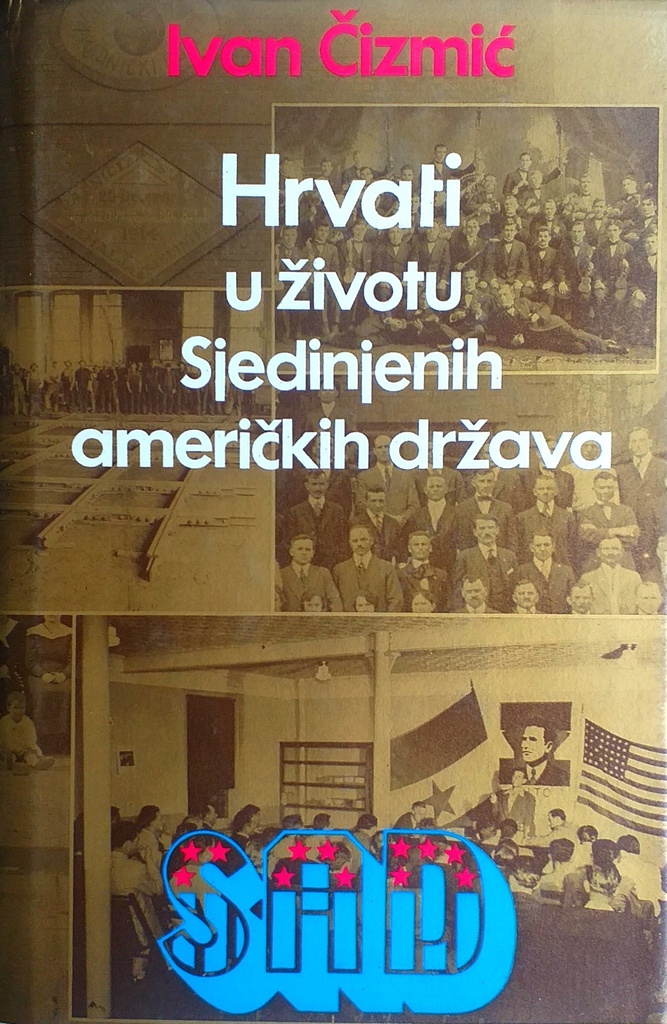 Ivan Čizmić
Hrvati
u životu
Sjedinjenih
američkih država
SAD